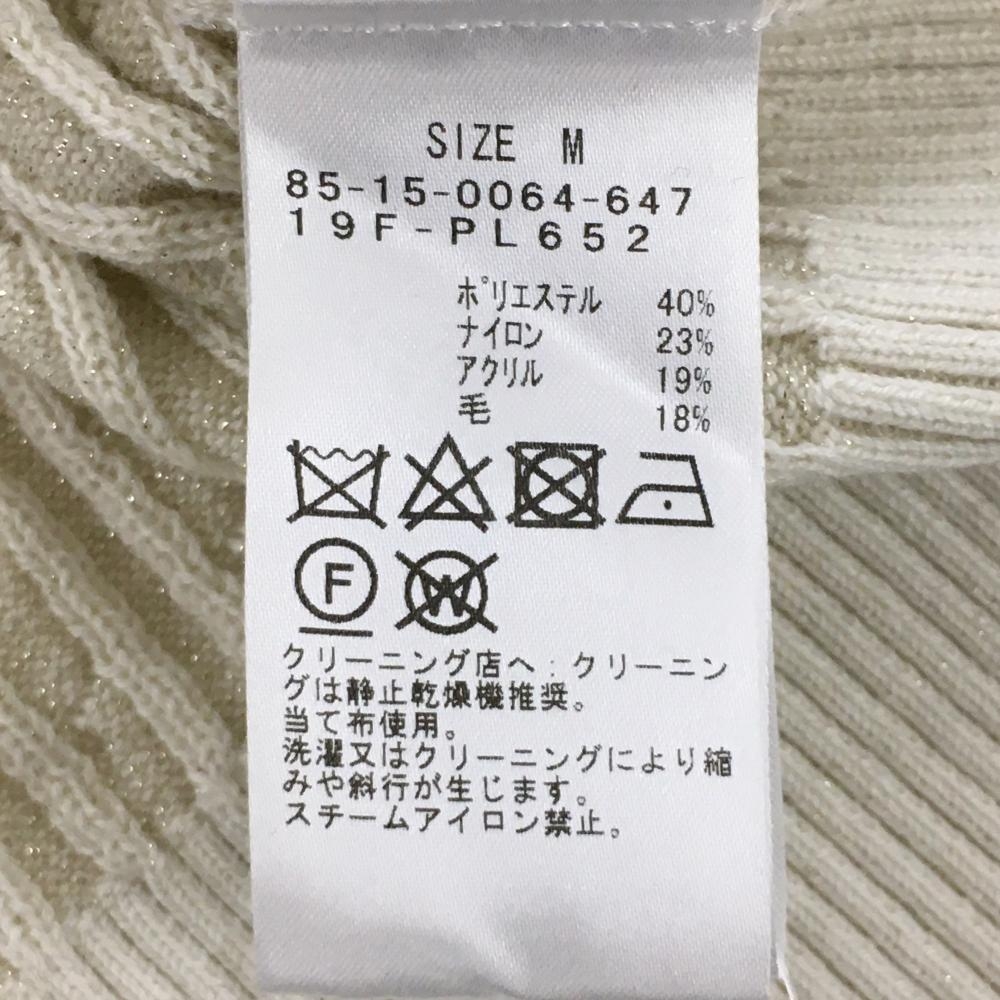 SIZE M
85-15-0064-647
19F-PL652
ポリエステル 40%
ナイロン 23%
アクリル 19%
毛 18%
F W
クリーニング店へ：クリーニン
グは静止乾燥機推奨。
当て布使用。
洗濯又はクリーニングにより縮
みや斜行が生じます。
スチームアイロン禁止。